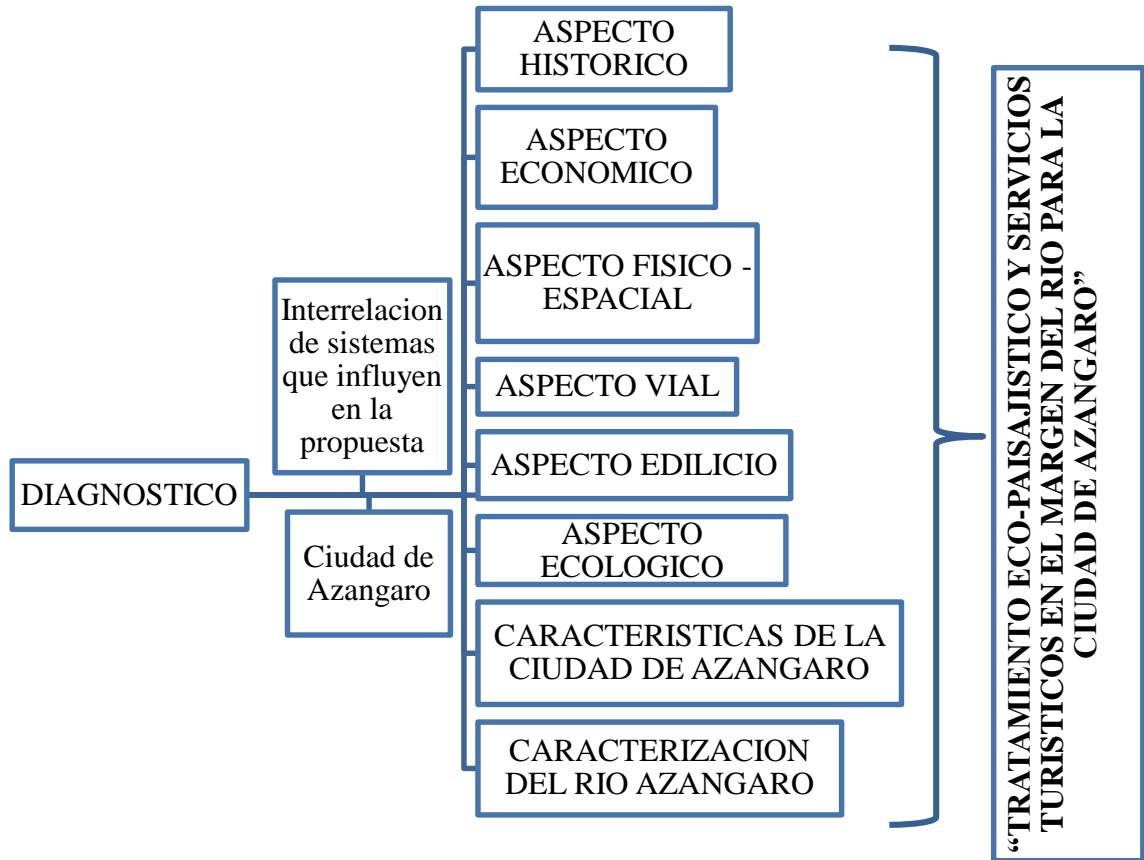 DIAGNOSTICO
Interrelacion
de sistemas
que influyen
en la
propuesta
Ciudad de
Azangaro
ASPECTO
HISTORICO
ASPECTO
ECONOMICO
ASPECTO FISICO -
ESPACIAL
ASPECTO VIAL
ASPECTO EDILICIO
ASPECTO
ECOLOGICO
CARACTERISTICAS DE LA
CIUDAD DE AZANGARO
CARACTERIZACION
DEL RIO AZANGARO
“TRATAMIENTO ECO-PAISAJISTICO Y SERVICIOS
TURISTICOS EN EL MARGEN DEL RIO PARA LA
CIUDAD DE AZANGARO”